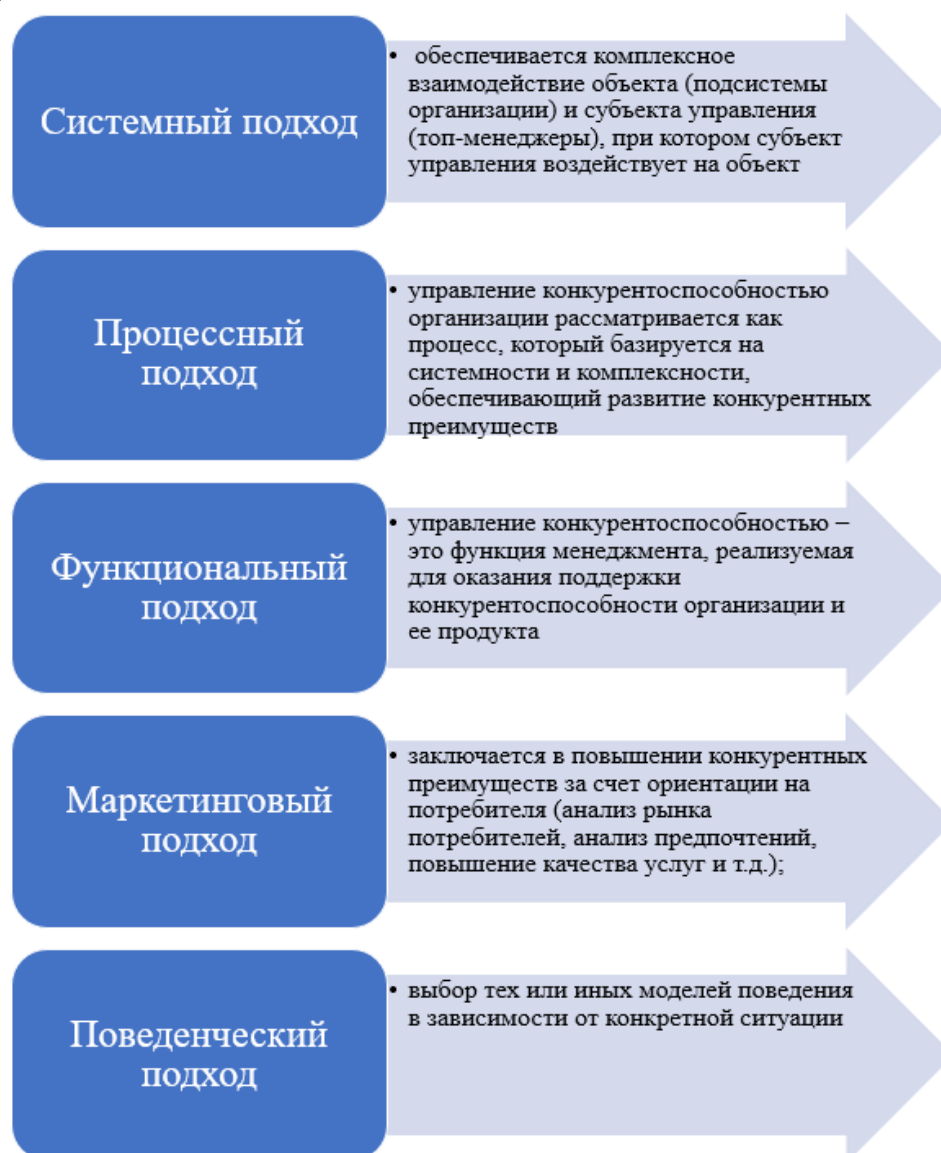 Системный подход
• обеспечивается комплексное
взаимодействие объекта (подсистемы
организации) и субъекта управления
(топ-менеджеры), при котором субъект
управления воздействует на объект
Процессный
подход
• управление конкурентоспособностью
организации рассматривается как
процесс, который базируется на
системности и комплексности,
обеспечивающий развитие конкурентных
преимуществ
Функциональный
подход
• управление конкурентоспособностью –
это функция менеджмента, реализуемая
для оказания поддержки
конкурентоспособности организации и
ее продукта
Маркетинговый
подход
• заключается в повышении конкурентных
преимуществ за счет ориентации на
потребителя (анализ рынка
потребителей, анализ предпочтений,
повышение качества услуг и т.д.);
Поведенческий
подход
• выбор тех или иных моделей поведения
в зависимости от конкретной ситуации